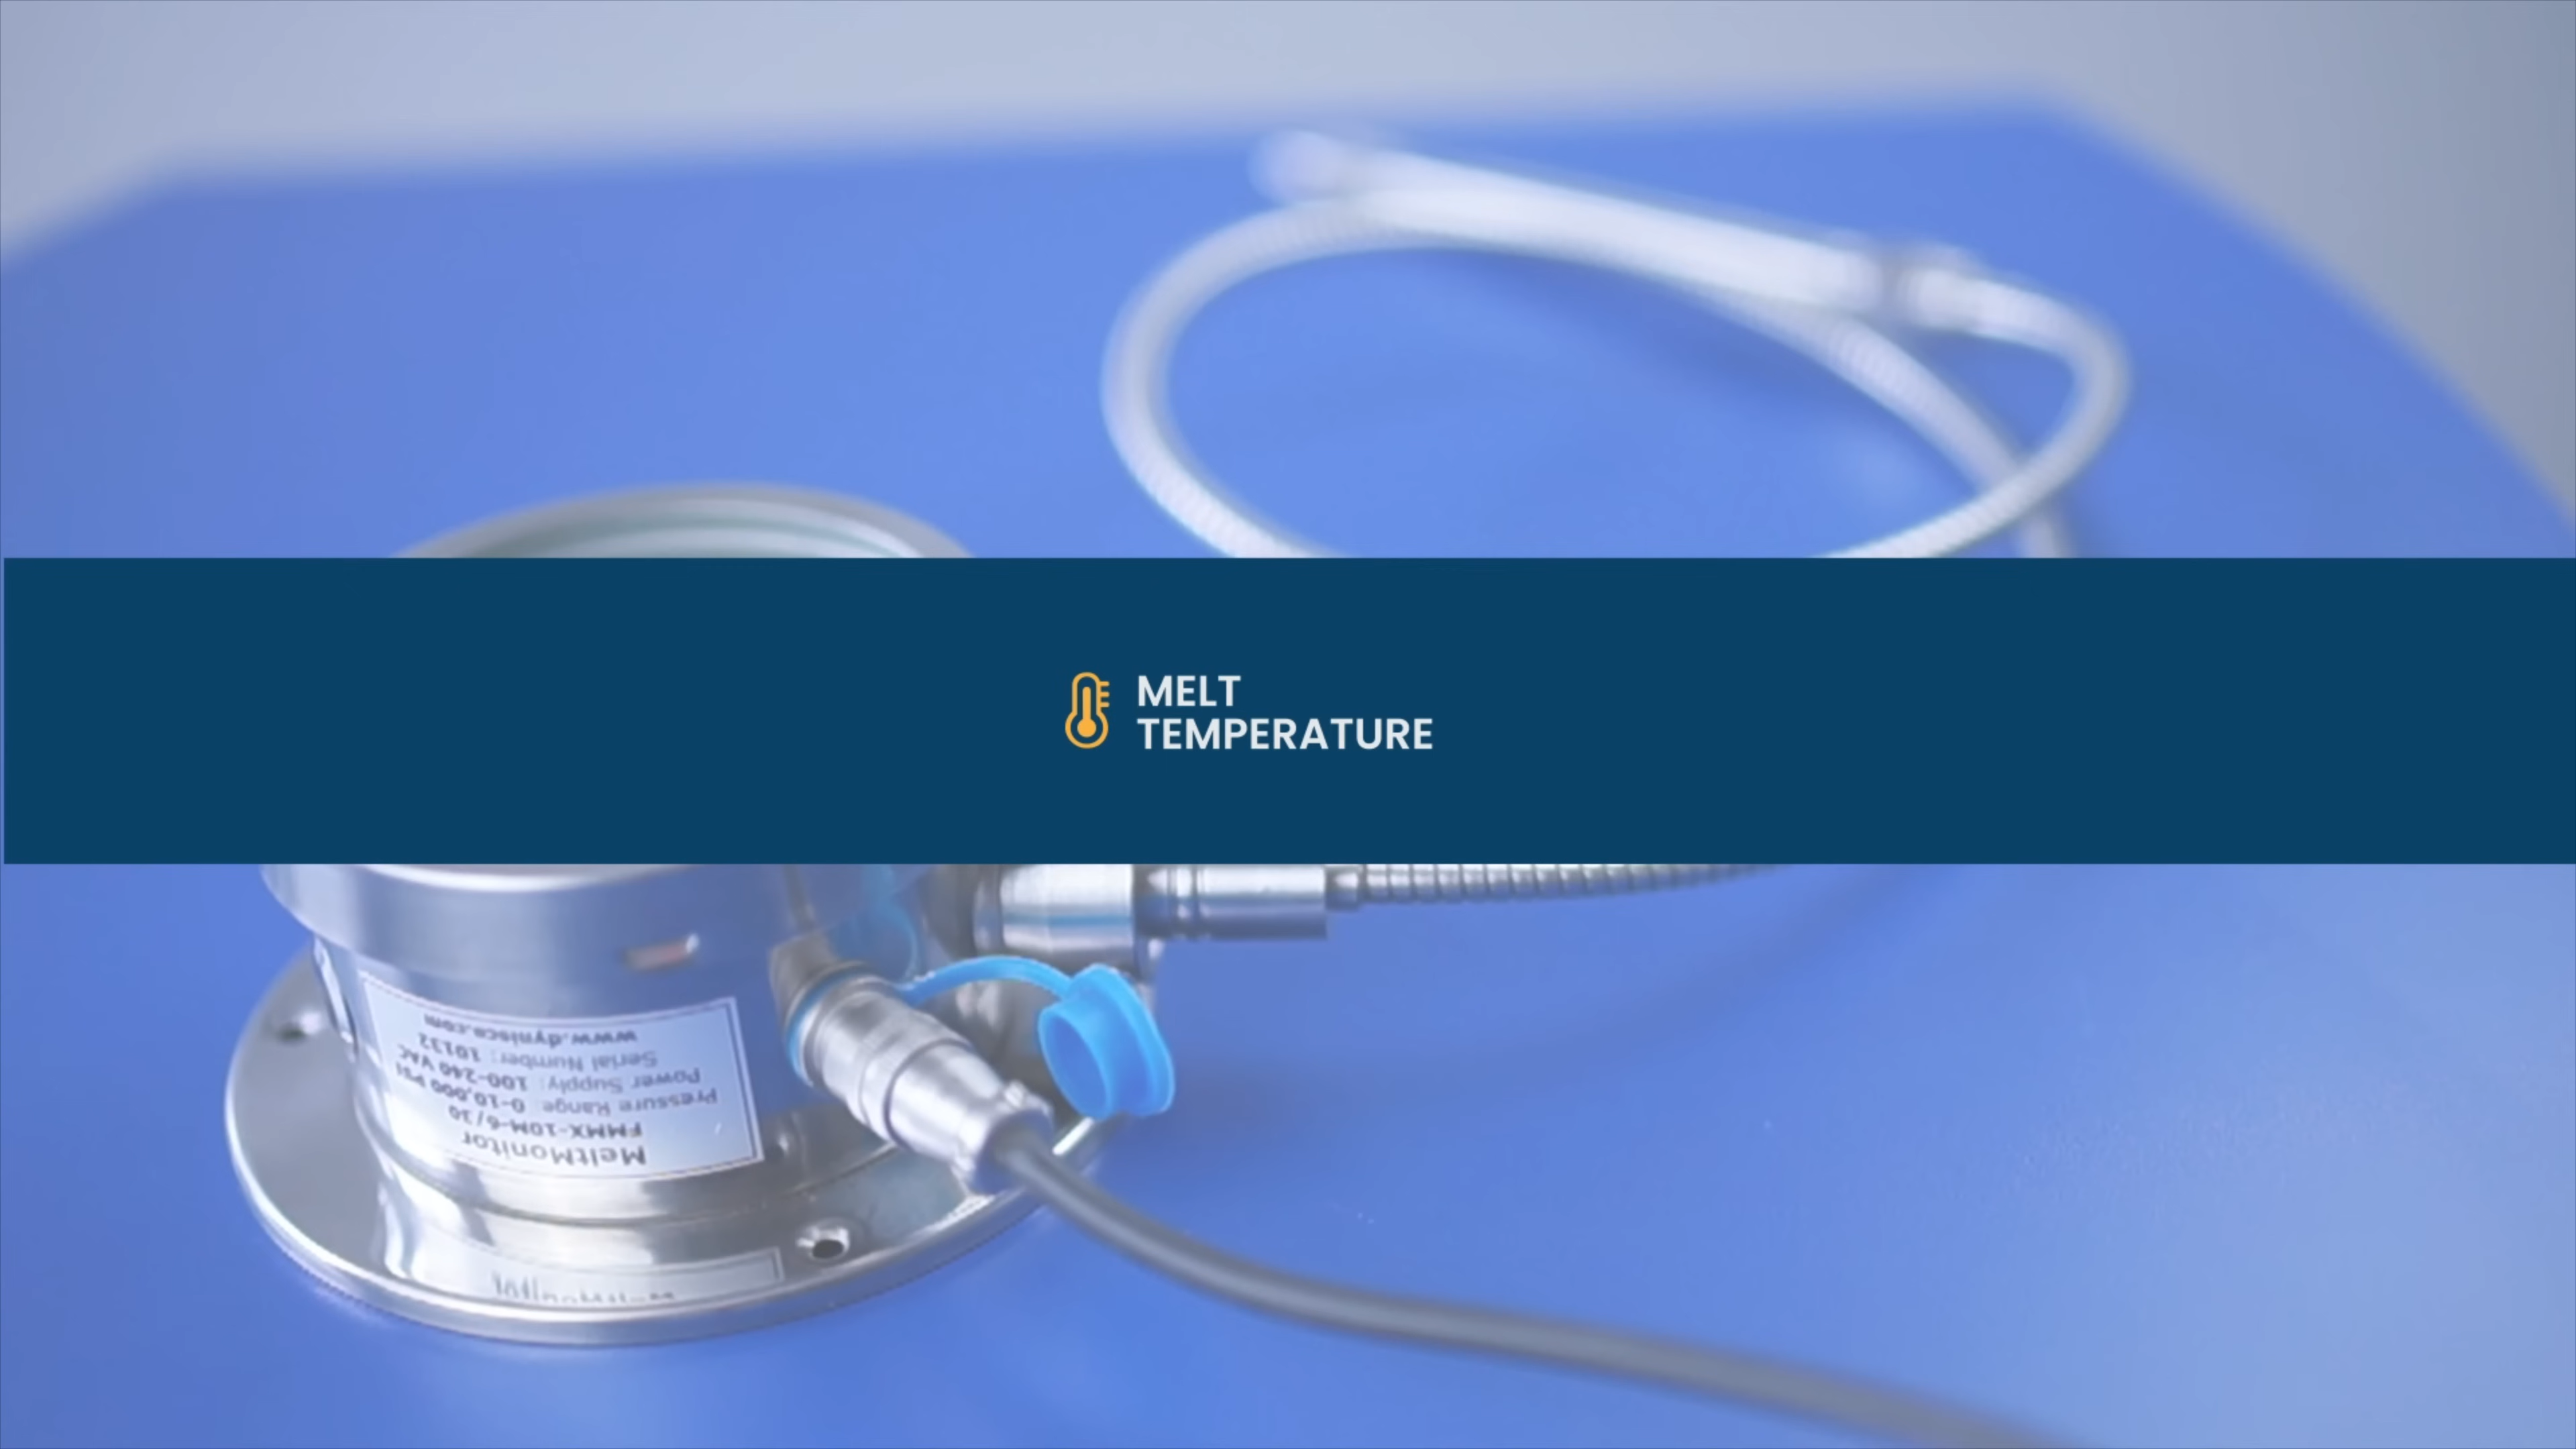 MELT
TEMPERATURE
MeltMonitor
FMMX-10M-6/30
Pressure Range: 0-10,000 PSI
Power Supply: 100-240 VAC
Serial Number: 10132
www.dynisco.com